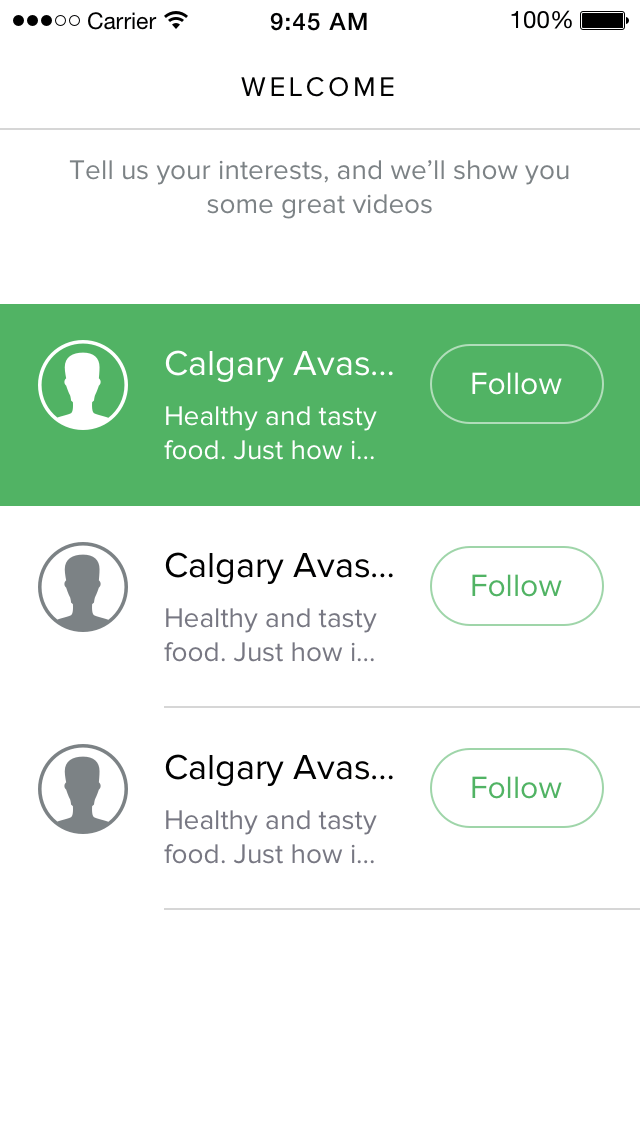 Carrier 9:45 AM 100%
WELCOME
Tell us your interests, and we’ll show you
some great videos
Calgary Avas...
Follow
Healthy and tasty
food. Just how i...
Calgary Avas...
Follow
Healthy and tasty
food. Just how i...
Calgary Avas...
Follow
Healthy and tasty
food. Just how i...